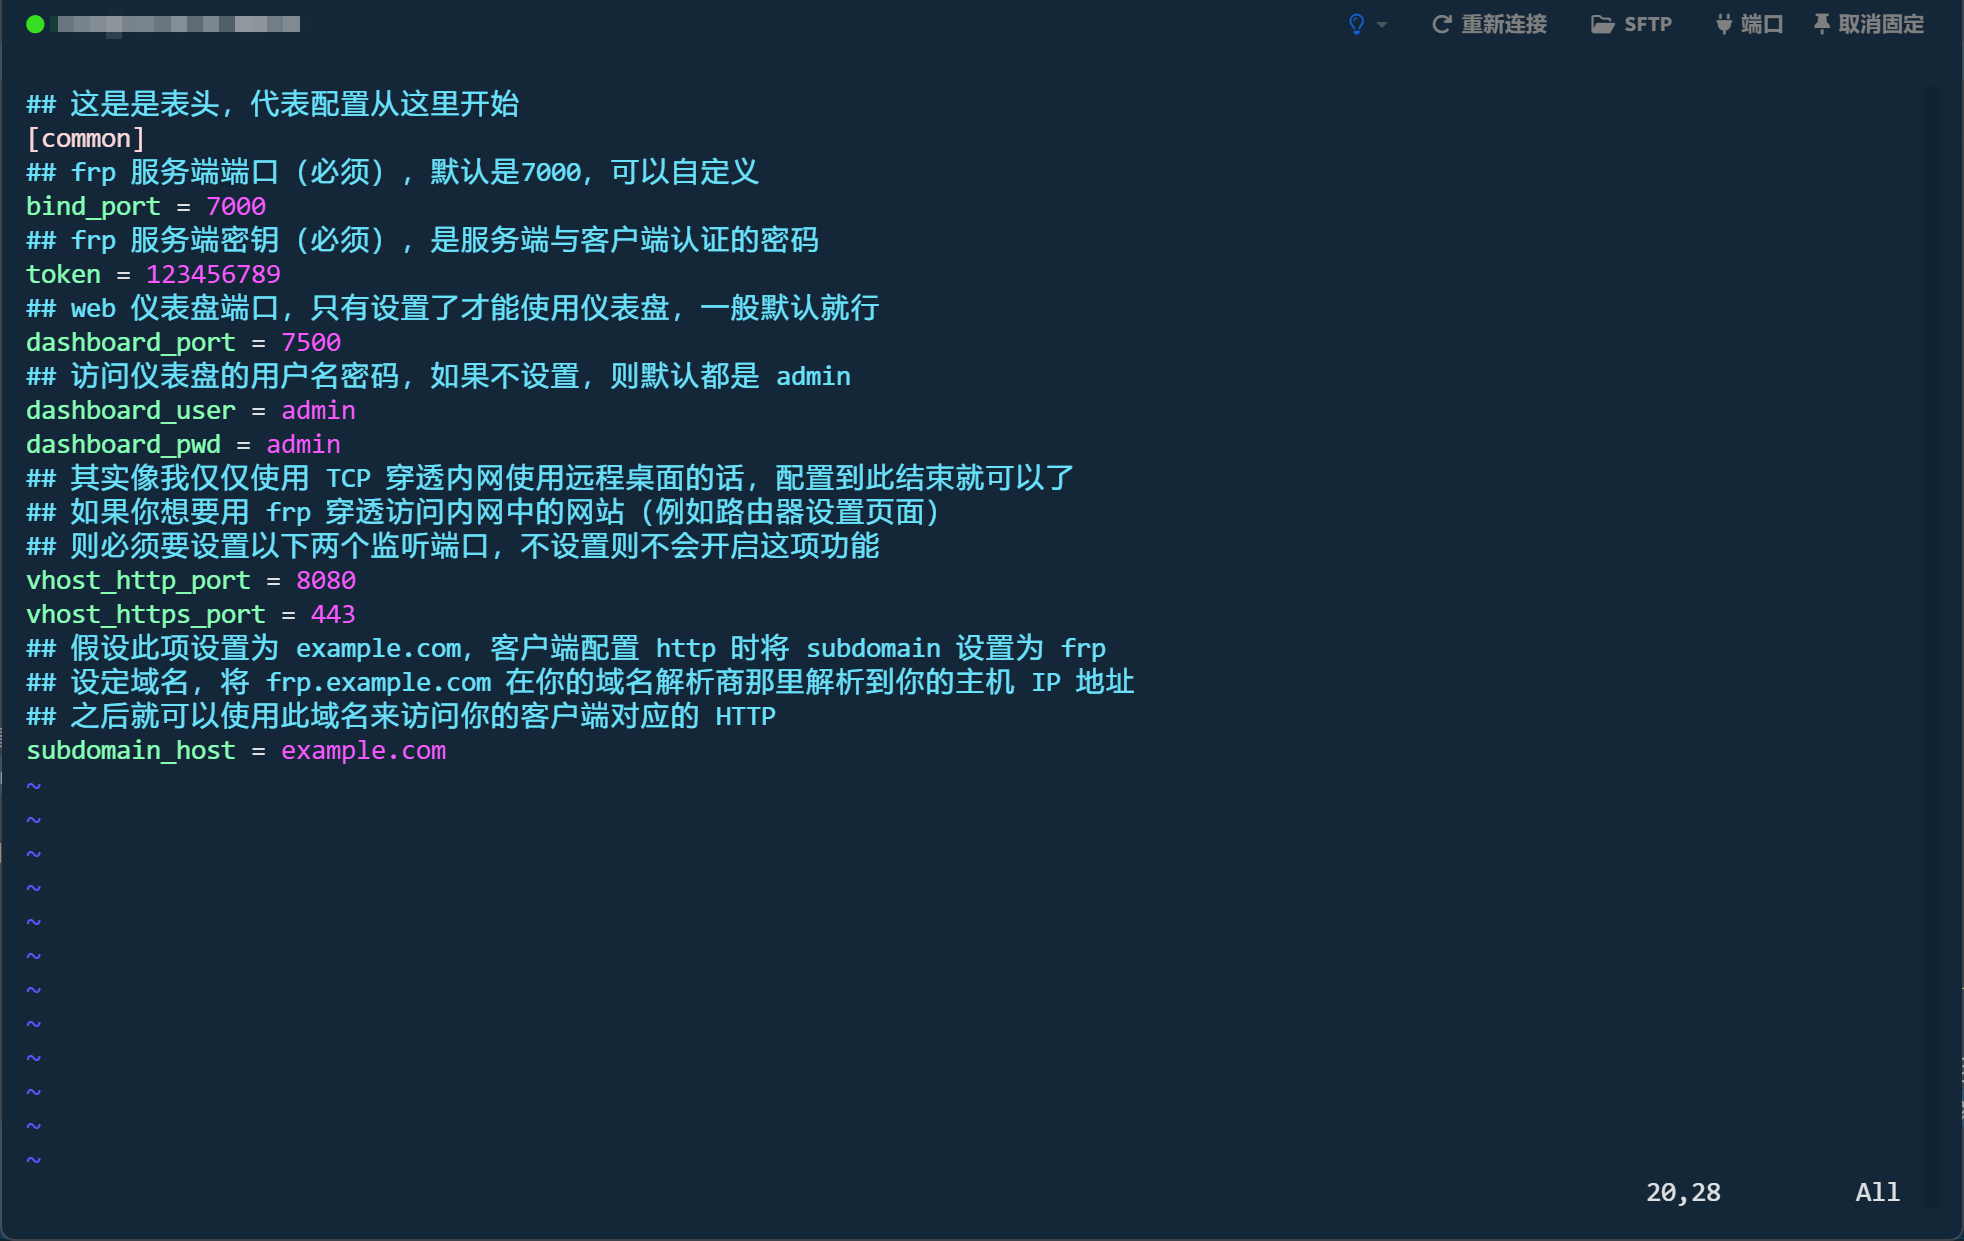 重新连接 SFTP 端口 取消固定
## 这是是表头，代表配置从这里开始
[common]
## frp 服务端端口（必须），默认是7000，可以自定义
bind_port = 7000
## frp 服务端密钥（必须），是服务端与客户端认证的密码
token = 123456789
## web 仪表盘端口，只有设置了才能使用仪表盘，一般默认就行
dashboard_port = 7500
## 访问仪表盘的用户名密码，如果不设置，则默认都是 admin
dashboard_user = admin
dashboard_pwd = admin
## 其实像我仅仅使用 TCP 穿透内网使用远程桌面的话，配置到此结束就可以了
## 如果你想要用 frp 穿透访问内网中的网站（例如路由器设置页面）
## 则必须要设置以下两个监听端口，不设置则不会开启这项功能
vhost_http_port = 8080
vhost_https_port = 443
## 假设此项设置为 example.com，客户端配置 http 时将 subdomain 设置为 frp
## 设定域名，将 frp.example.com 在你的域名解析商那里解析到你的主机 IP 地址
## 之后就可以使用此域名来访问你的客户端对应的 HTTP
subdomain_host = example.com
~
~
~
~
~
~
~
~
~
~
~
~
20,28 All